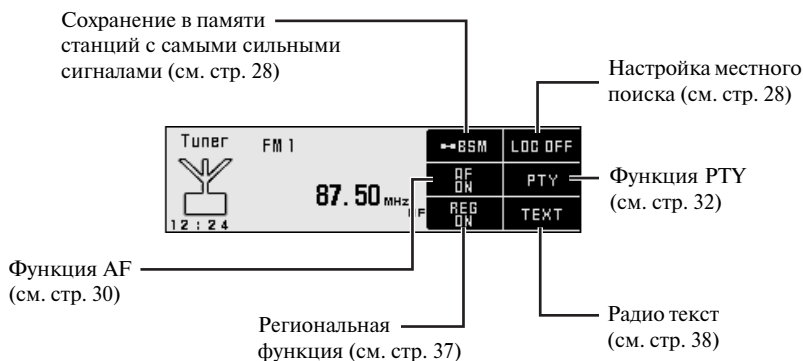 Сохранение в памяти
станций с самыми сильными
сигналами (см. стр. 28)
Настройка местного
поиска (см. стр. 28)
Tuner
FM 1
87.50 MHz
12:24
BSM
LOC OFF
AF
ON
PTY
REG
ON
TEXT
Функция PTY
(см. стр. 32)
Функция AF
(см. стр. 30)
Региональная
функция (см. стр. 37)
Радио текст
(см. стр. 38)